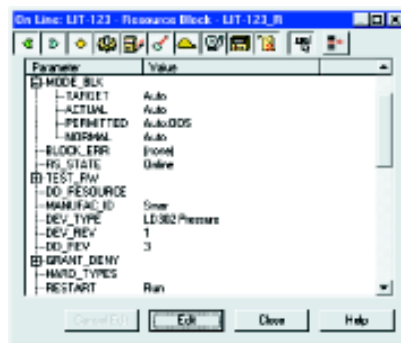 On Line: LIT-123 - Resource Block - LIT-123_R
Parameter Value
MODE_BLK
TARGET Auto
ACTUAL Auto
PERMITTED Auto:OOS
NORMAL Auto
BLOCK_ERR (none)
RS_STATE Online
TEST_RW
DD_RESOURCE
MANUFAC_ID Smar
DEV_TYPE LD302 Pressure
DEV_REV 1
DD_REV 3
GRANT_DENY
HARD_TYPES
RESTART Run
Cancel Edit Edit Close Help